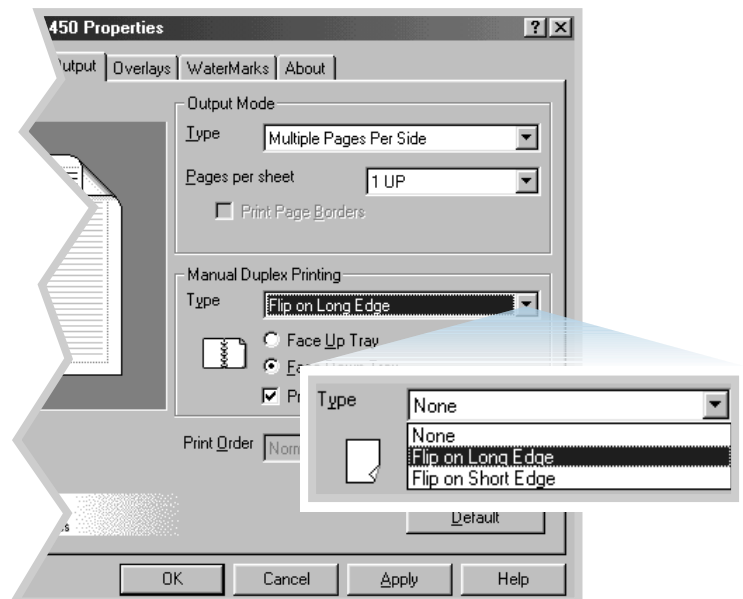 450 Properties
Output Overlays WaterMarks About
Output Mode
Type Multiple Pages Per Side
Pages per sheet 1 UP
Print Page Borders
Manual Duplex Printing
Type Flip on Long Edge
Face Up Tray
Type None
None
Flip on Long Edge
Flip on Short Edge
Print Order
Default
OK Cancel Apply Help